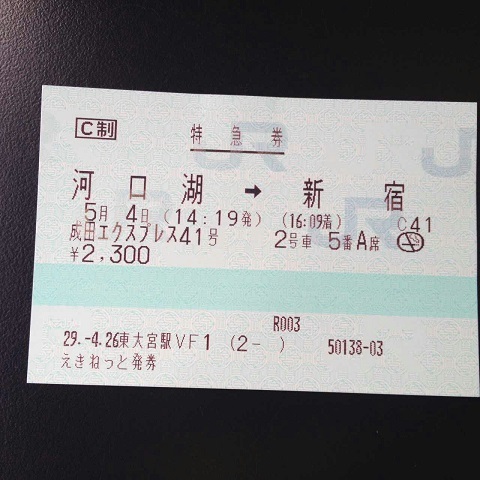 C制
特急券
河口湖 → 新宿
5月 4日 (14:19発) (16:09着) C41
成田エクスプレス41号 2号車 5番A席
¥2,300
R003
29.-4.26東大宮駅VF1 (2- ) 50138-03
えきねっと発券